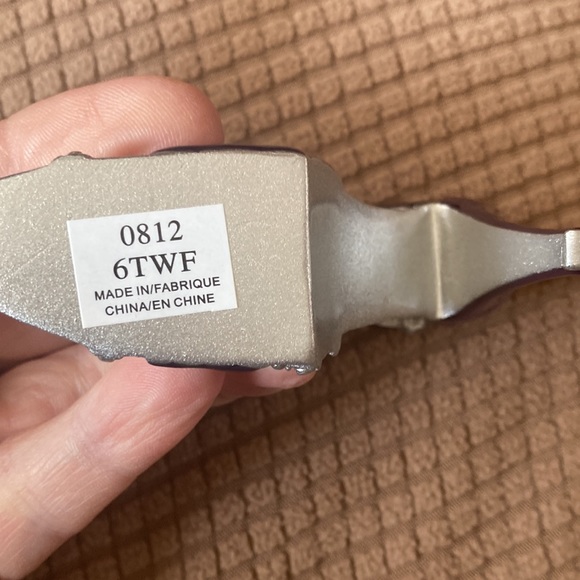 0812
6TWF
MADE IN/FABRIQUE
CHINA/EN CHINE